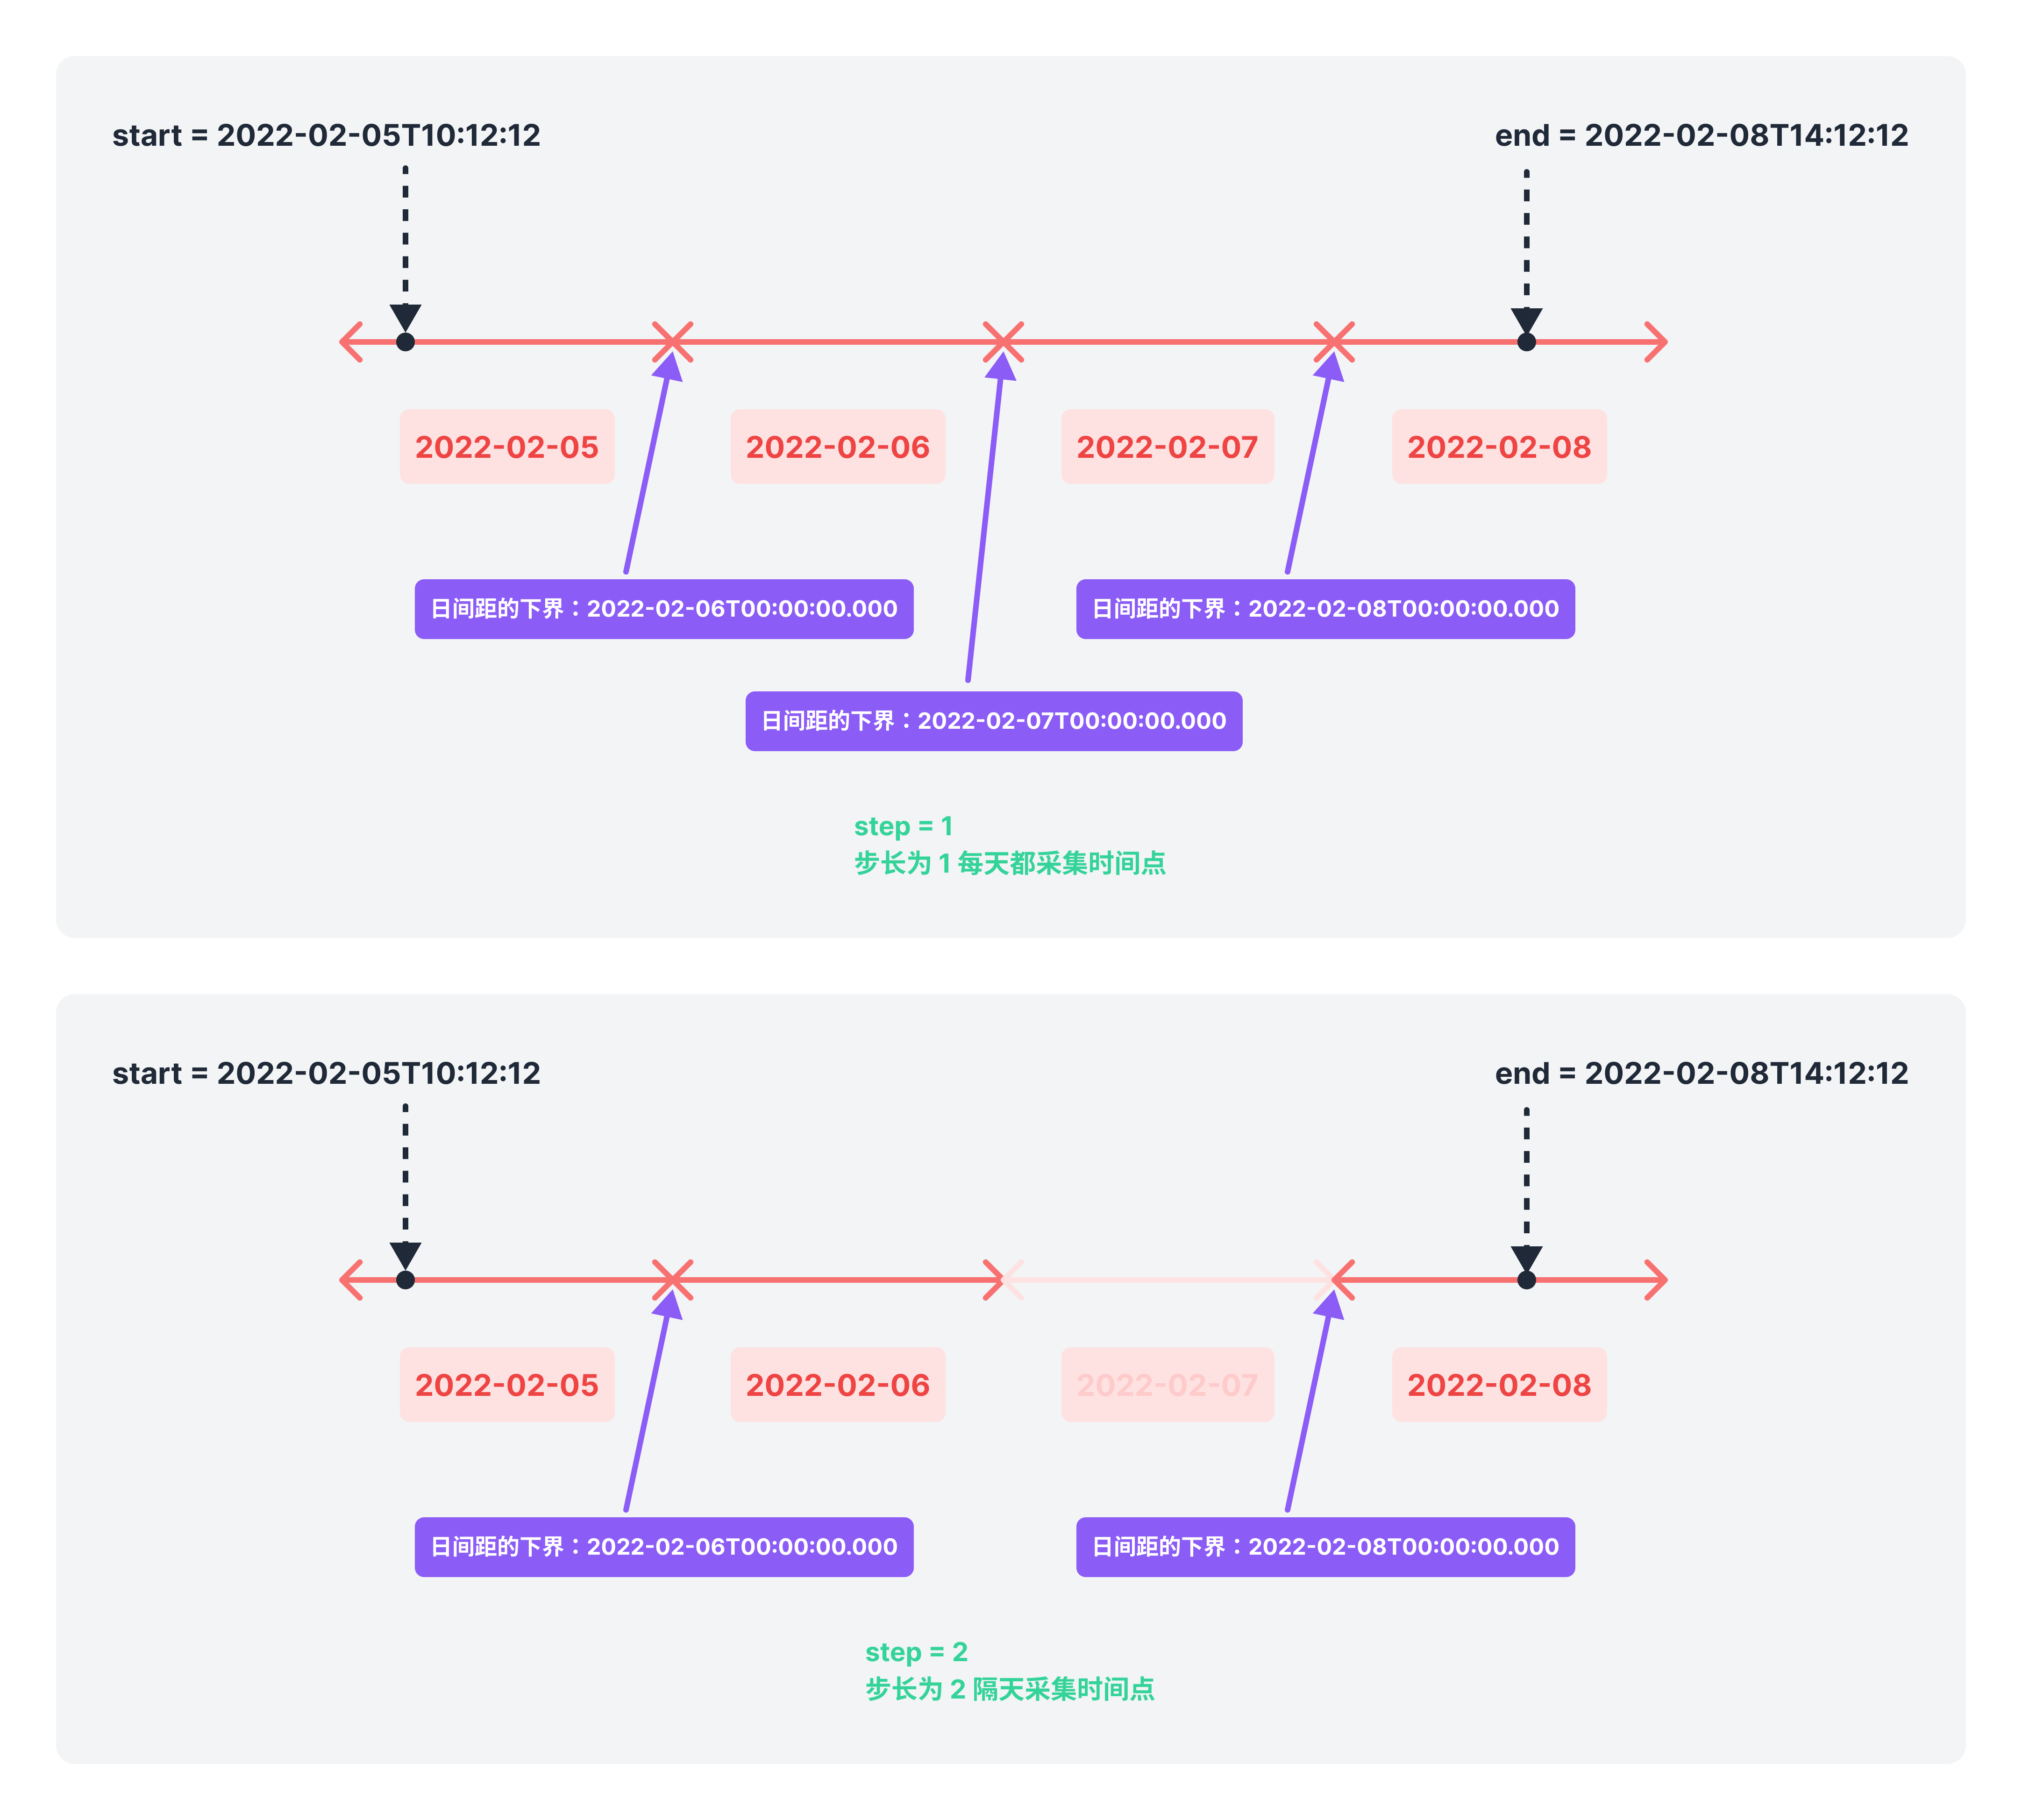 start = 2022-02-05T10:12:12
end = 2022-02-08T14:12:12
2022-02-05
2022-02-06
2022-02-07
2022-02-08
日间距的下界：2022-02-06T00:00:00.000
日间距的下界：2022-02-08T00:00:00.000
日间距的下界：2022-02-07T00:00:00.000
step = 1
步长为 1 每天都采集时间点
start = 2022-02-05T10:12:12
end = 2022-02-08T14:12:12
2022-02-05
2022-02-06
2022-02-07
2022-02-08
日间距的下界：2022-02-06T00:00:00.000
日间距的下界：2022-02-08T00:00:00.000
step = 2
步长为 2 隔天采集时间点